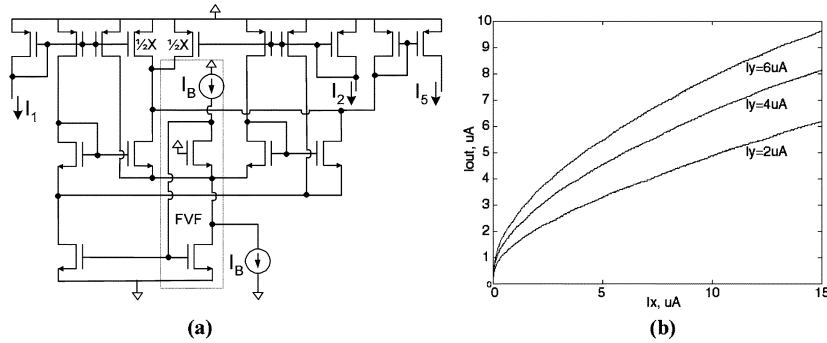 (a)
½X ½X
I_B
I_1
I_2
I_5
FVF
I_B
(a)
10
9
8
7
6
5
4
3
2
1
0
Iout, uA
Iy=6uA
Iy=4uA
Iy=2uA
0 5 10 15
Ix, uA
(b)